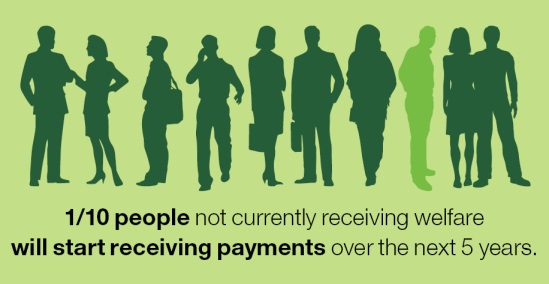 1/10 people not currently receiving welfare
will start receiving payments over the next 5 years.